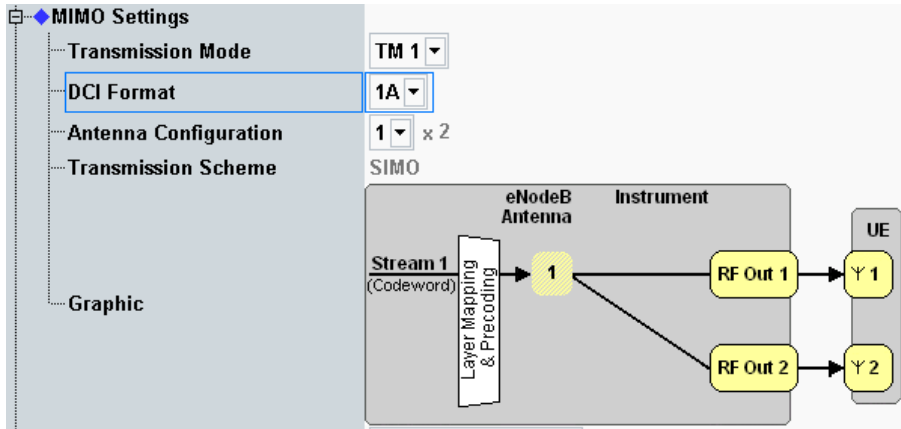 MIMO Settings
Transmission Mode TM 1
DCI Format 1A
Antenna Configuration 1 x 2
Transmission Scheme SIMO
Graphic
eNodeB Antenna
Instrument
UE
Stream 1
(Codeword)
Layer Mapping
& Precoding
1
RF Out 1
1
RF Out 2
2